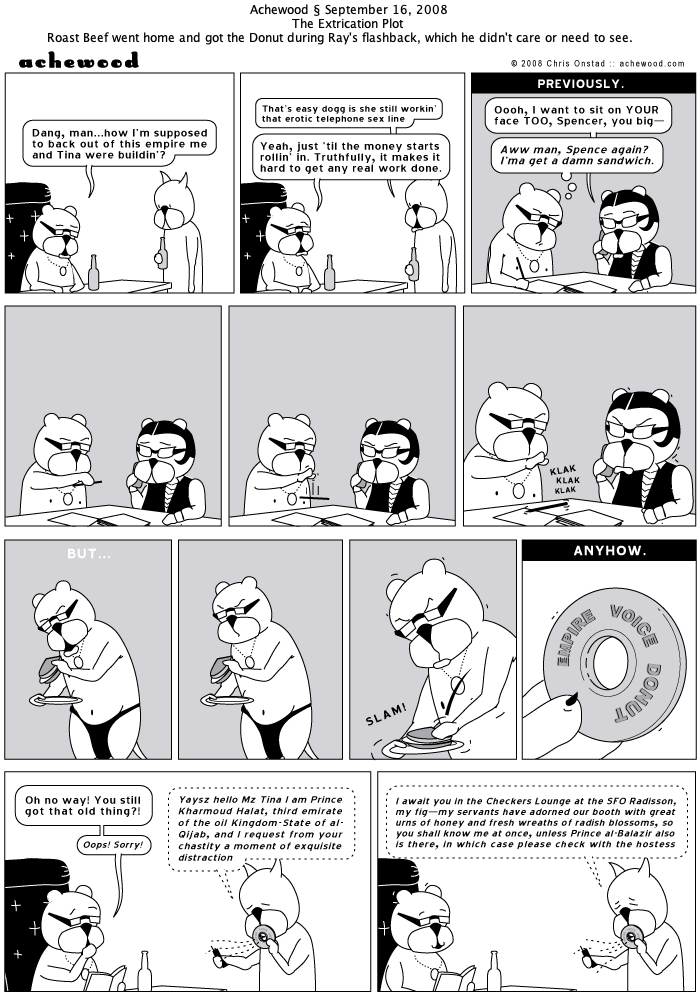 Achewood § September 16, 2008
The Extrication Plot
Roast Beef went home and got the Donut during Ray's flashback, which he didn't care or need to see.
achewood
© 2008 Chris Onstad :: achewood.com
Dang, man...how I'm supposed
to back out of this empire me
and Tina were buildin'?
That's easy dogg is she still workin'
that erotic telephone sex line
Yeah, just 'til the money starts
rollin' in. Truthfully, it makes it
hard to get any real work done.
PREVIOUSLY.
Oooh, I want to sit on YOUR
face TOO, Spencer, you big—
Aww man, Spence again?
I'ma get a damn sandwich.
KLAK
KLAK
KLAK
BUT...
SLAM!
ANYHOW.
EMPIRE VOICE DONUT
Oh no way! You still
got that old thing?!
Oops! Sorry!
Yaysz hello Mz Tina I am Prince
Kharmoud Halat, third emirate
of the oil Kingdom-State of al-
Qijab, and I request from your
chastity a moment of exquisite
distraction
I await you in the Checkers Lounge at the SFO Radisson,
my fig—my servants have adorned our booth with great
urns of honey and fresh wreaths of radish blossoms, so
you shall know me at once, unless Prince al-Balazir also
is there, in which case please check with the hostess